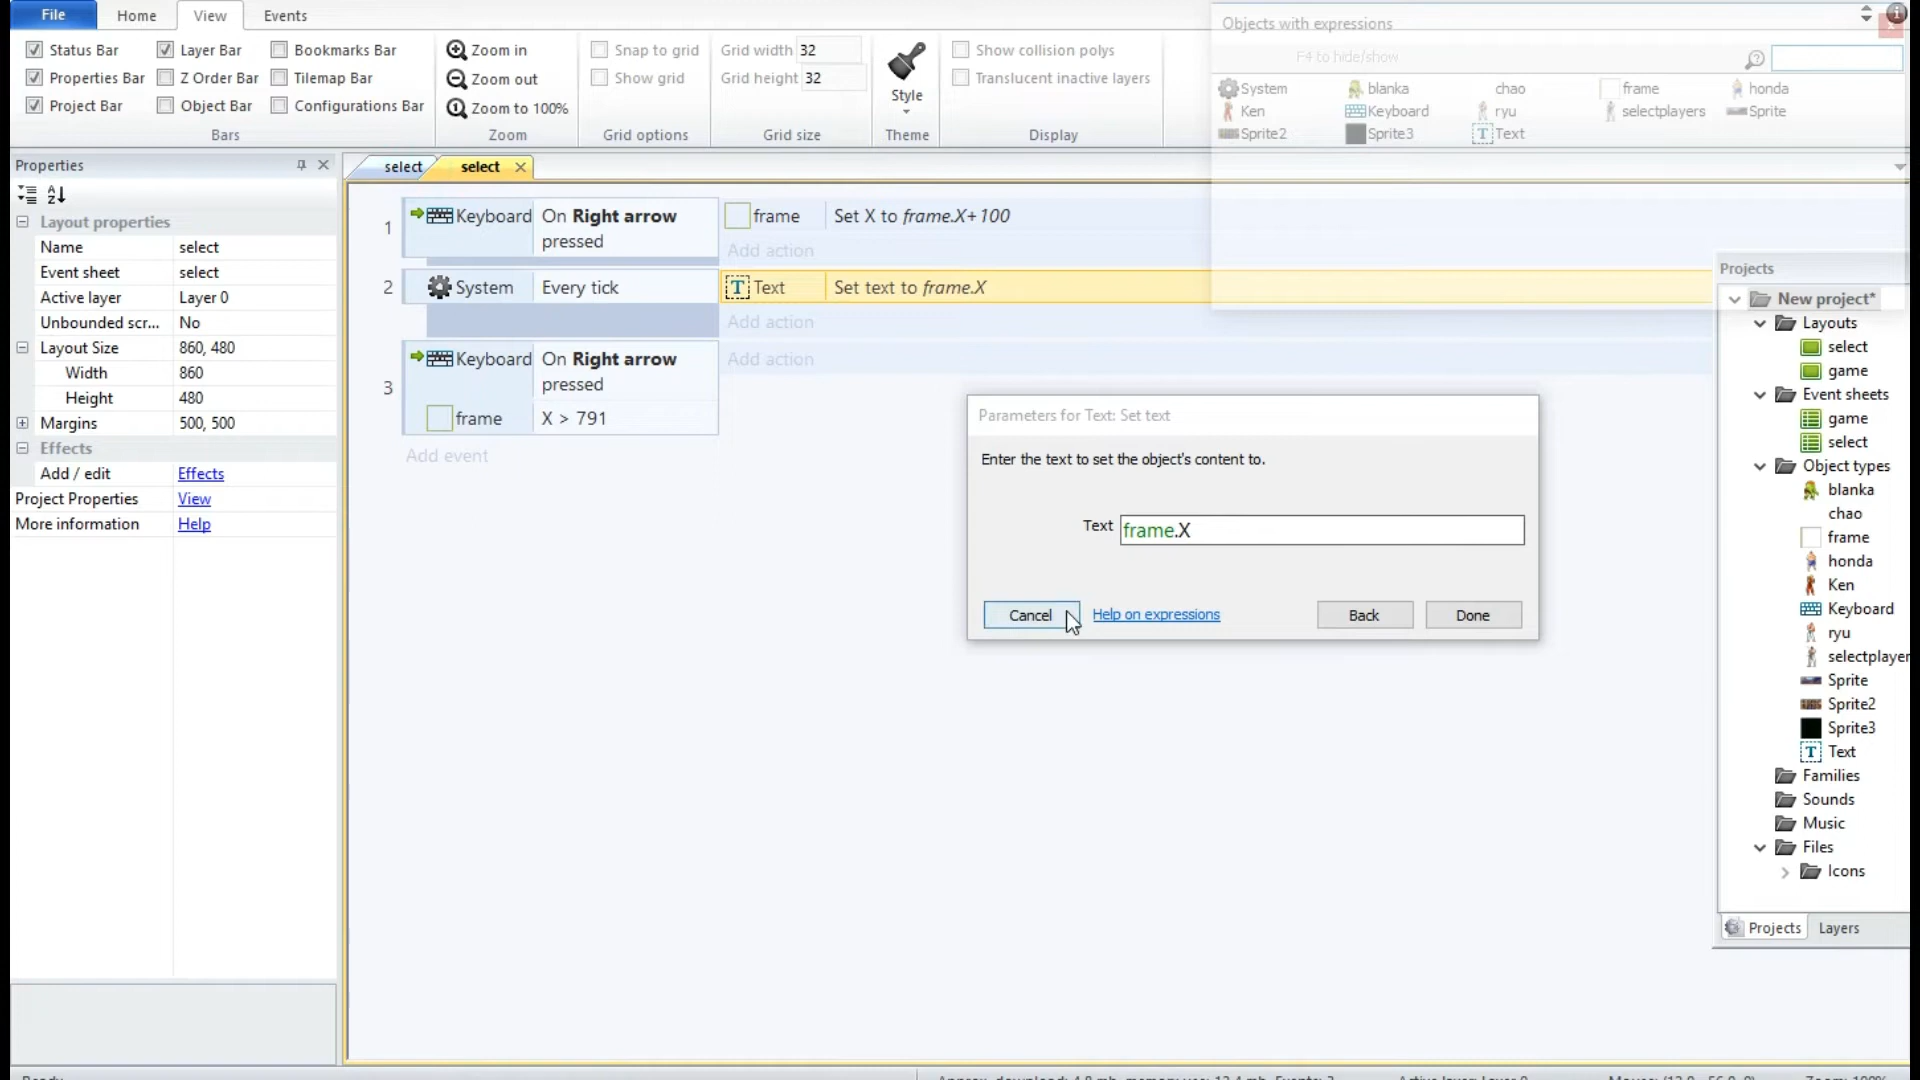 File Home View Events
Objects with expressions
Status Bar Layer Bar Bookmarks Bar Zoom in Snap to grid Grid width 32 Show collision polys
F4 to hide/show
Properties Bar Z Order Bar Tilemap Bar Zoom out Show grid Grid height 32 Translucent inactive layers
System blanka chao frame honda
Style
Project Bar Object Bar Configurations Bar Zoom to 100%
Ken Keyboard ryu selectplayers Sprite
Bars Zoom Grid options Grid size Theme Display
Sprite2 Sprite3 Text
Properties
select select
Layout properties
Name select
Event sheet select
Active layer Layer 0
Unbounded scr... No
Layout Size 860, 480
Width 860
Height 480
Margins 500, 500
Effects
Add / edit Effects
Project Properties View
More information Help
1 Keyboard On Right arrow pressed
frame Set X to frame.X+100
Add action
2 System Every tick
Text Set text to frame.X
Add action
3 Keyboard On Right arrow pressed
Add action
frame X > 791
Add event
Parameters for Text: Set text
Enter the text to set the object's content to.
Text frame.X
Cancel Help on expressions Back Done
Projects
New project*
Layouts
select
game
Event sheets
game
select
Object types
blanka
chao
frame
honda
Ken
Keyboard
ryu
selectplayer
Sprite
Sprite2
Sprite3
Text
Families
Sounds
Music
Files
Icons
Projects Layers